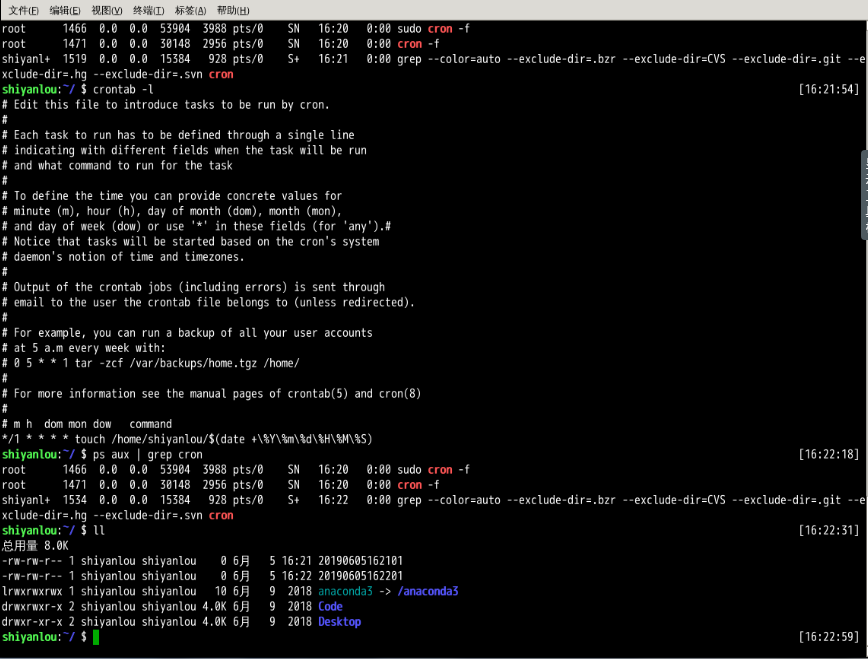 文件(F) 编辑(E) 视图(V) 终端(T) 标签(A) 帮助(H)
root      1466  0.0  0.0  53904  3988 pts/0    SN   16:20   0:00 sudo cron -f
root      1471  0.0  0.0  30148  2956 pts/0    SN   16:20   0:00 cron -f
shiyanl+  1519  0.0  0.0  15384   928 pts/0    S+   16:21   0:00 grep --color=auto --exclude-dir=.bzr --exclude-dir=CVS --exclude-dir=.git --e
xclude-dir=.hg --exclude-dir=.svn cron
shiyanlou:~/ $ crontab -l [16:21:54]
# Edit this file to introduce tasks to be run by cron.
#
# Each task to run has to be defined through a single line
# indicating with different fields when the task will be run
# and what command to run for the task
#
# To define the time you can provide concrete values for
# minute (m), hour (h), day of month (dom), month (mon),
# and day of week (dow) or use '*' in these fields (for 'any').#
# Notice that tasks will be started based on the cron's system
# daemon's notion of time and timezones.
#
# Output of the crontab jobs (including errors) is sent through
# email to the user the crontab file belongs to (unless redirected).
#
# For example, you can run a backup of all your user accounts
# at 5 a.m every week with:
# 0 5 * * 1 tar -zcf /var/backups/home.tgz /home/
#
# For more information see the manual pages of crontab(5) and cron(8)
#
# m h  dom mon dow   command
*/1 * * * * touch /home/shiyanlou/$(date +\%Y\%m\%d\%H\%M\%S)
shiyanlou:~/ $ ps aux | grep cron [16:22:18]
root      1466  0.0  0.0  53904  3988 pts/0    SN   16:20   0:00 sudo cron -f
root      1471  0.0  0.0  30148  2956 pts/0    SN   16:20   0:00 cron -f
shiyanl+  1534  0.0  0.0  15384   928 pts/0    S+   16:22   0:00 grep --color=auto --exclude-dir=.bzr --exclude-dir=CVS --exclude-dir=.git --e
xclude-dir=.hg --exclude-dir=.svn cron
shiyanlou:~/ $ ll [16:22:31]
总用量 8.0K
-rw-rw-r-- 1 shiyanlou shiyanlou    0 6月   5 16:21 20190605162101
-rw-rw-r-- 1 shiyanlou shiyanlou    0 6月   5 16:22 20190605162201
lrwxrwxrwx 1 shiyanlou shiyanlou   10 6月   9  2018 anaconda3 -> /anaconda3
drwxrwxr-x 2 shiyanlou shiyanlou 4.0K 6月   9  2018 Code
drwxr-xr-x 2 shiyanlou shiyanlou 4.0K 6月   9  2018 Desktop
shiyanlou:~/ $ [16:22:59]